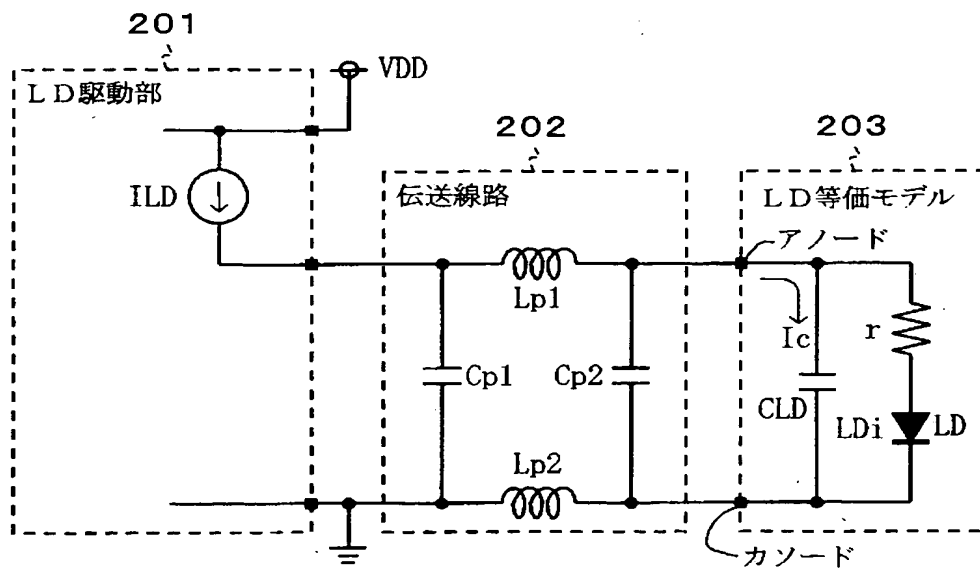 201
VDD
LD駆動部
202
203
ILD
伝送線路
LD等価モデル
アノード
Lp1
Ic
r
Cp1
Cp2
CLD
LDi
LD
Lp2
カソード